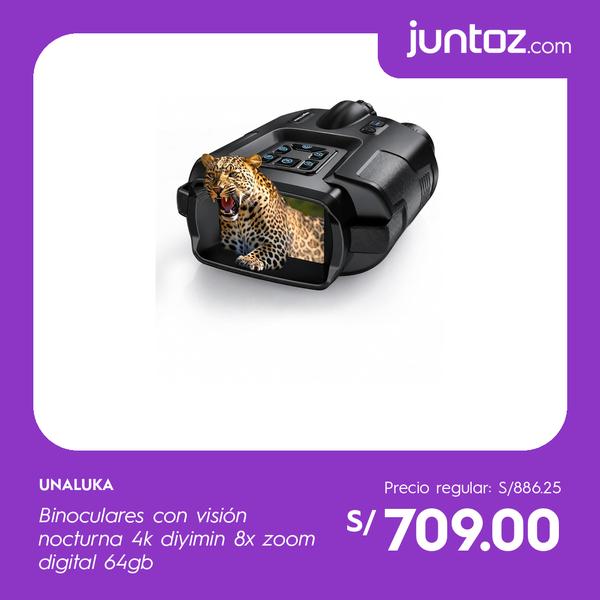 juntoz.com
UNALUKA
Binoculares con visión
nocturna 4k diyimin 8x zoom
digital 64gb
Precio regular: S/886.25
S/709.00